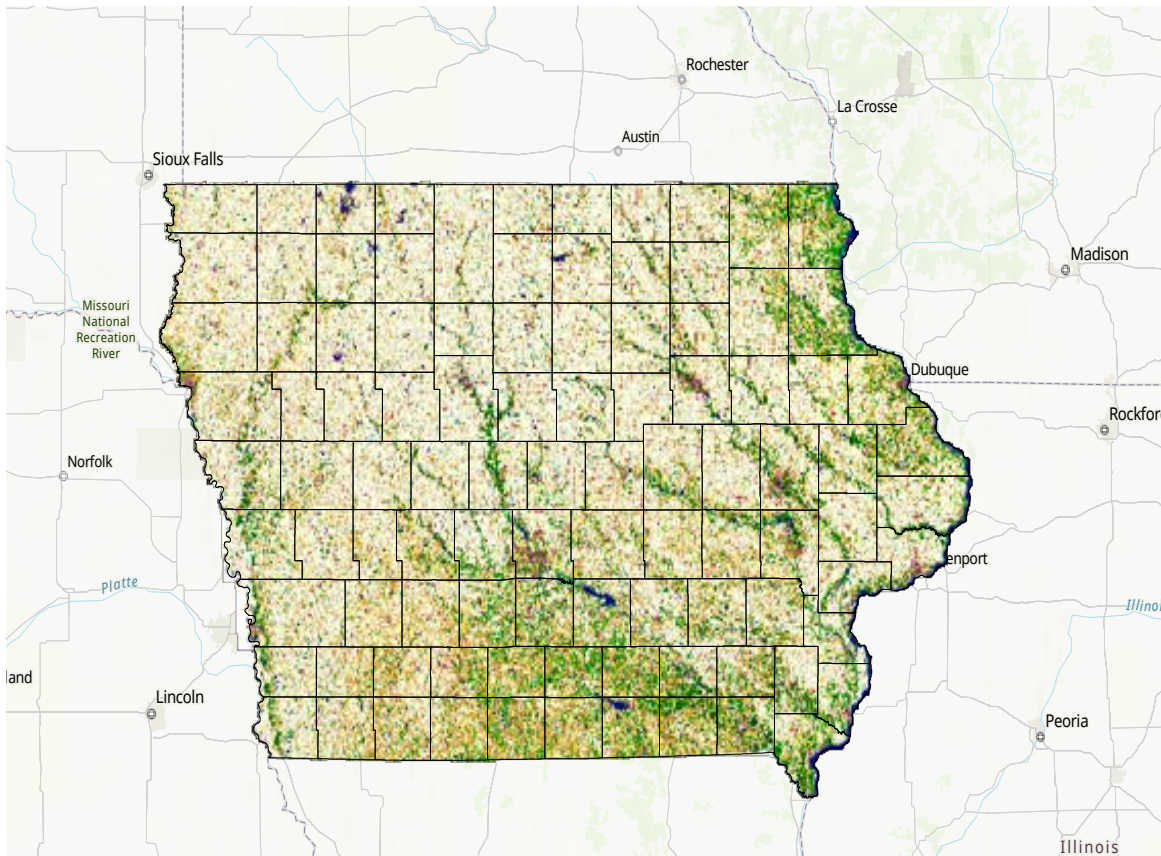 Rochester
La Crosse
Austin
Sioux Falls
Madison
Missouri
National
Recreation
River
Dubuque
Rockfor
Norfolk
enport
Platte
Illino
land
Lincoln
Peoria
Illinois